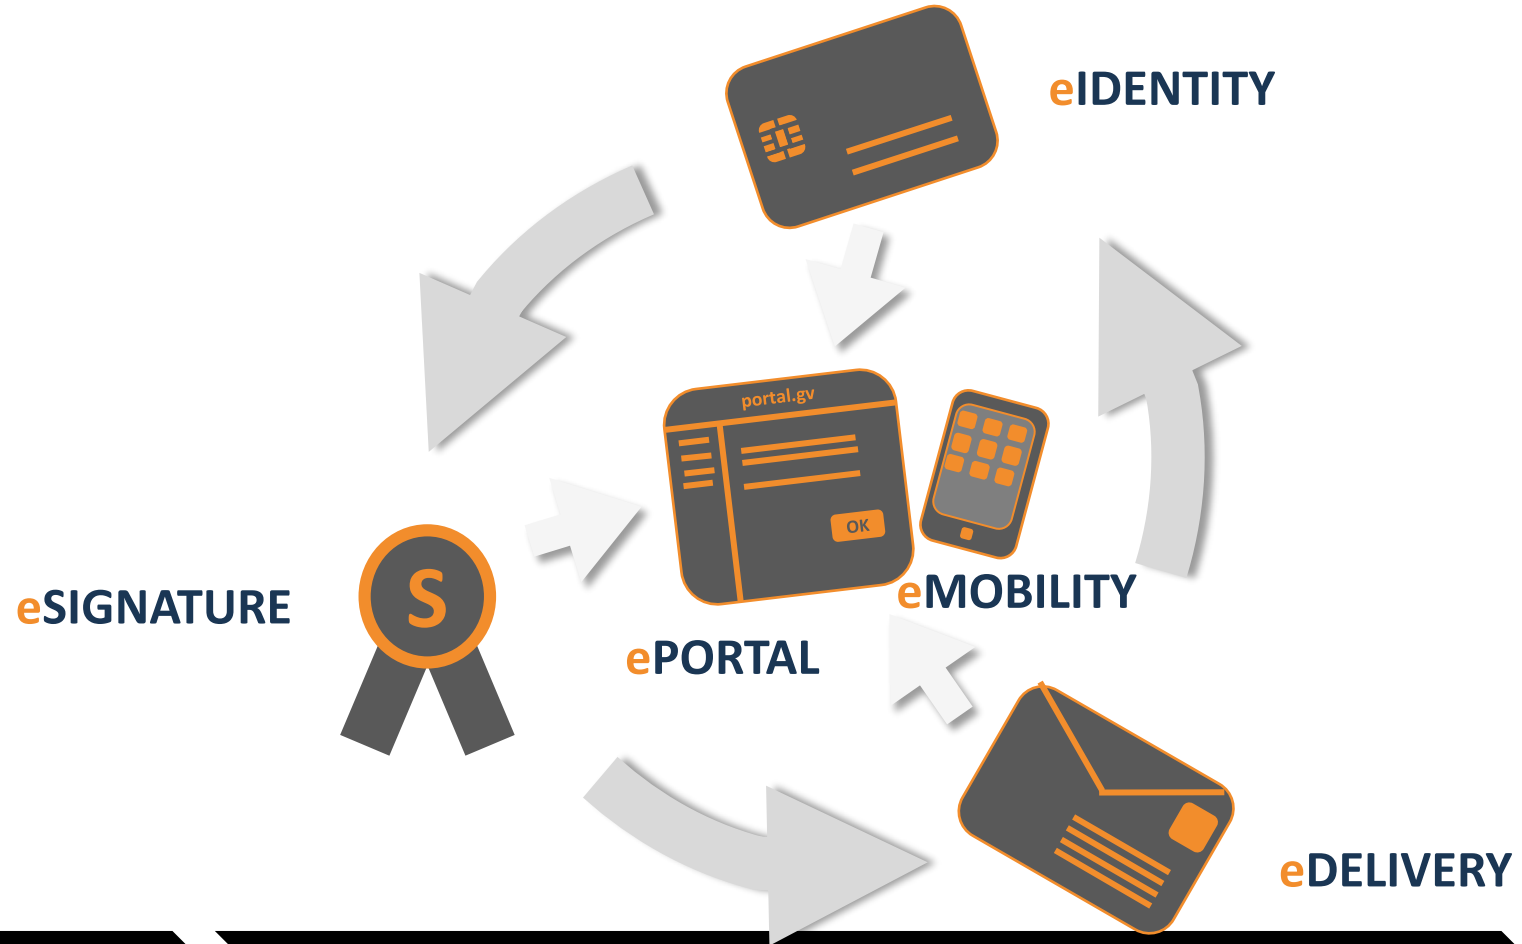 eIDENTITY
portal.gv
OK
eMOBILITY
S
eSIGNATURE
ePORTAL
eDELIVERY